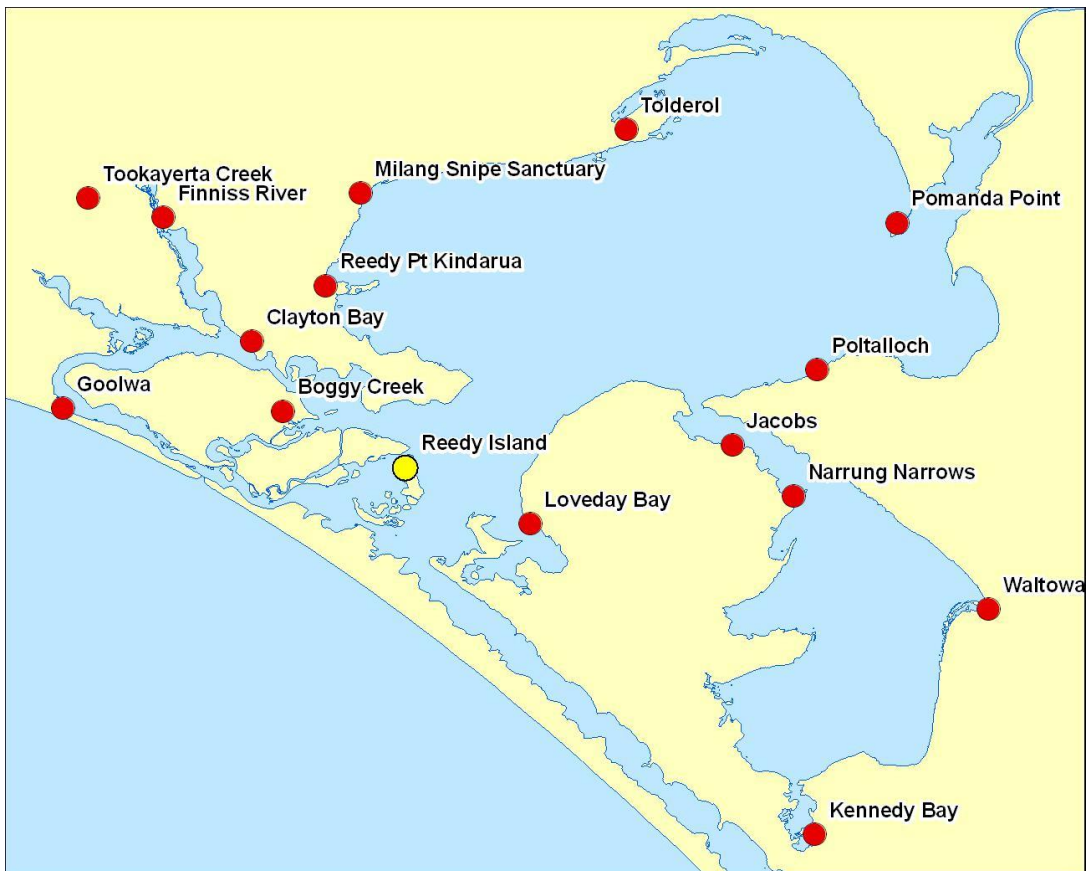 Tolderol
Milang Snipe Sanctuary
Tookayerta Creek
Finniss River
Pomanda Point
Reedy Pt Kindarua
Clayton Bay
Poltalloch
Goolwa
Boggy Creek
Jacobs
Reedy Island
Narrung Narrows
Loveday Bay
Waltowa
Kennedy Bay